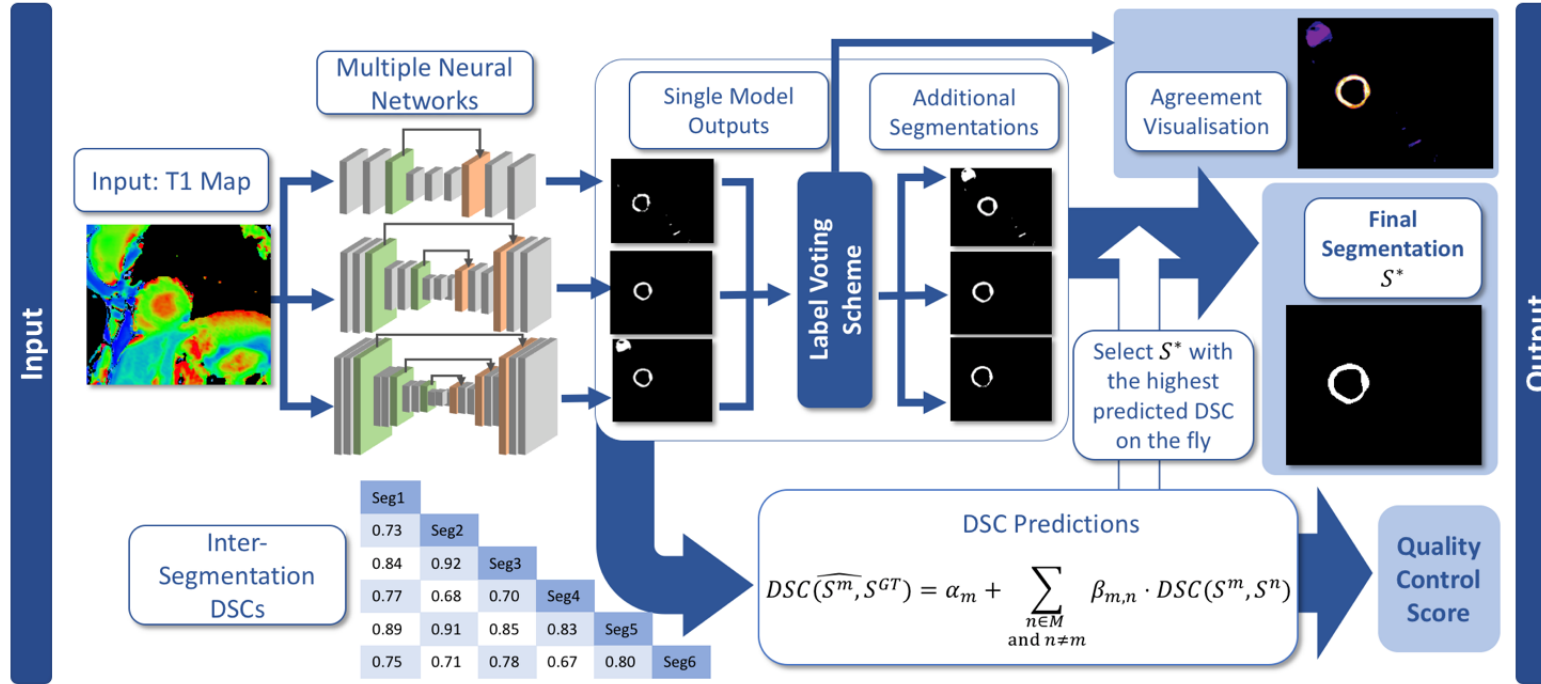 Input
Input: T1 Map
Multiple Neural
Networks
Single Model
Outputs
Label Voting
Scheme
Additional
Segmentations
Agreement
Visualisation
Final
Segmentation
S*
Select S* with
the highest
predicted DSC
on the fly
Inter-
Segmentation
DSCs
Seg1
0.73 Seg2
0.84 0.92 Seg3
0.77 0.68 0.70 Seg4
0.89 0.91 0.85 0.83 Seg5
0.75 0.71 0.78 0.67 0.80 Seg6
DSC Predictions
DSC(\widehat{S^m, S^{GT}}) = α_m + ∑_{n∈M and n≠m} β_{m,n} · DSC(S^m, S^n)
Quality
Control
Score
Output